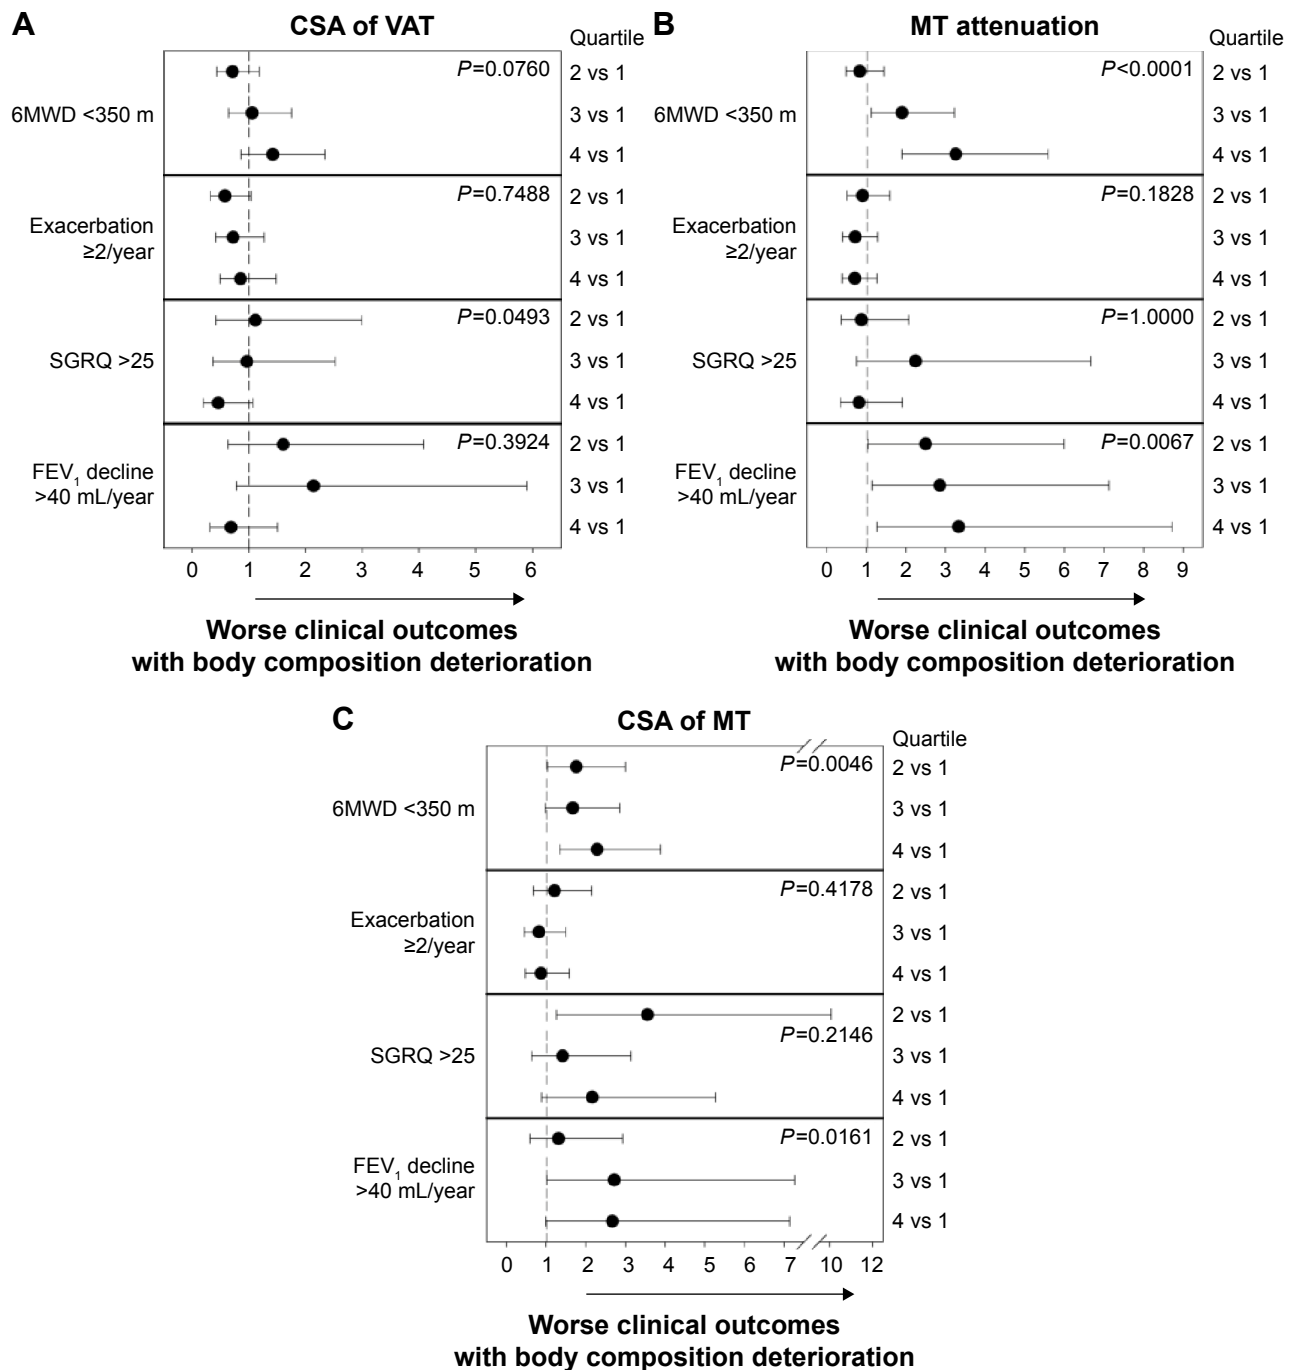 A
CSA of VAT
Quartile
6MWD <350 m
P=0.0760
2 vs 1
3 vs 1
4 vs 1
Exacerbation
≥2/year
P=0.7488
2 vs 1
3 vs 1
4 vs 1
SGRQ >25
P=0.0493
2 vs 1
3 vs 1
4 vs 1
FEV₁ decline
>40 mL/year
P=0.3924
2 vs 1
3 vs 1
4 vs 1
0 1 2 3 4 5 6
Worse clinical outcomes
with body composition deterioration
B
MT attenuation
Quartile
6MWD <350 m
P<0.0001
2 vs 1
3 vs 1
4 vs 1
Exacerbation
≥2/year
P=0.1828
2 vs 1
3 vs 1
4 vs 1
SGRQ >25
P=1.0000
2 vs 1
3 vs 1
4 vs 1
FEV₁ decline
>40 mL/year
P=0.0067
2 vs 1
3 vs 1
4 vs 1
0 1 2 3 4 5 6 7 8 9
Worse clinical outcomes
with body composition deterioration
C
CSA of MT
Quartile
6MWD <350 m
P=0.0046
2 vs 1
3 vs 1
4 vs 1
Exacerbation
≥2/year
P=0.4178
2 vs 1
3 vs 1
4 vs 1
SGRQ >25
P=0.2146
2 vs 1
3 vs 1
4 vs 1
FEV₁ decline
>40 mL/year
P=0.0161
2 vs 1
3 vs 1
4 vs 1
0 1 2 3 4 5 6 7 10 12
Worse clinical outcomes
with body composition deterioration